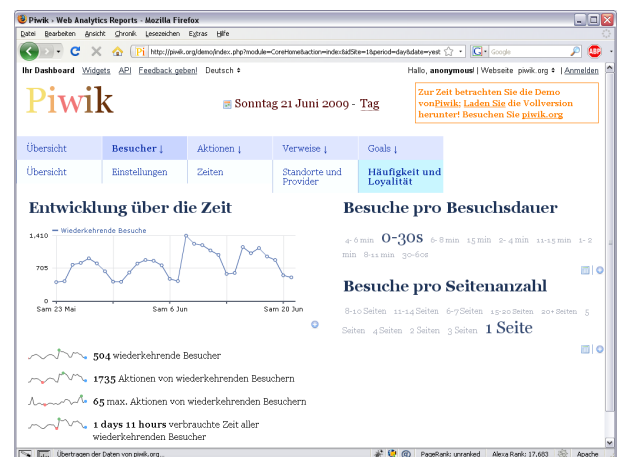 Piwik › Web Analytics Reports - Mozilla Firefox
Datei Bearbeiten Ansicht Chronik Lesezeichen Extras Hilfe
http://piwik.org/demo/index.php?module=CoreHome&action=index&idSite=1&period=day&date=yest
Google
ABP
Ihr Dashboard Widgets API Feedback geben! Deutsch
Hallo, anonymous! | Websete piwik.org | Anmelden
Piwik
Sonntag 21 Juni 2009 - Tag
Zur Zeit betrachten Sie die Demo
vonPiwik; Laden Sie die Vollversion
herunter! Besuchen Sie piwik.org
Übersicht Besucher ↓ Aktionen ↓ Verweise ↓ Goals ↓
Übersicht Einstellungen Zeiten Standorte und Provider Häufigkeit und Loyalität
Entwicklung über die Zeit
Wiederkehrende Besuche
1,410
705
0
Sam 23 Mai Sam 6 Jun Sam 20 Jun
504 wiederkehrende Besucher
1735 Aktionen von wiederkehrenden Besuchern
65 max. Aktionen von wiederkehrenden Besuchern
1 days 11 hours verbrauchte Zeit aller
wiederkehrenden Besucher
Besuche pro Besuchsdauer
4-6 min 0-30s 6-8 min 15 min 2-4 min 11-15 min 1-2
min 8-11 min 30-60s
Besuche pro Seitenanzahl
8-10 Seiten 11-14 Seiten 6-7 Seiten 15-20 Seiten 20+ Seiten 5
Seiten 4 Seiten 2 Seiten 3 Seiten 1 Seite
Übertragen der Daten von piwik.org...
PageRank: unranked Alexa Rank: 17,683 Apache